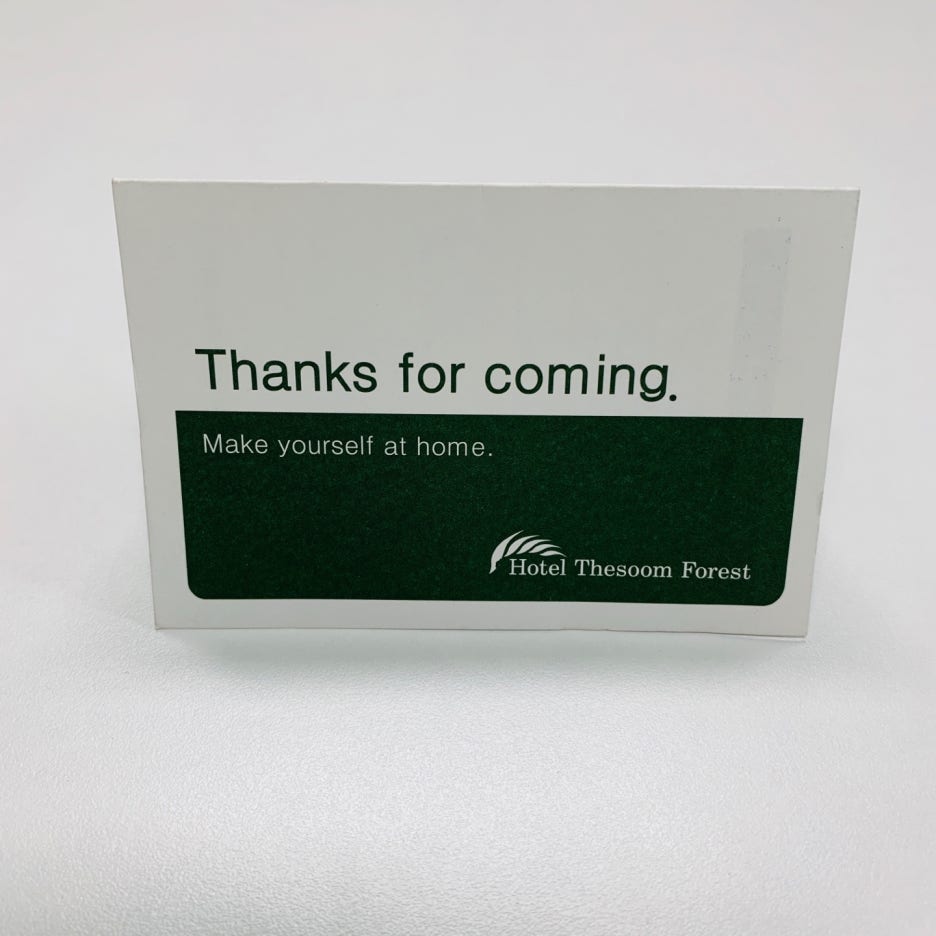 Thanks for coming.
Make yourself at home.
Hotel Thesoom Forest